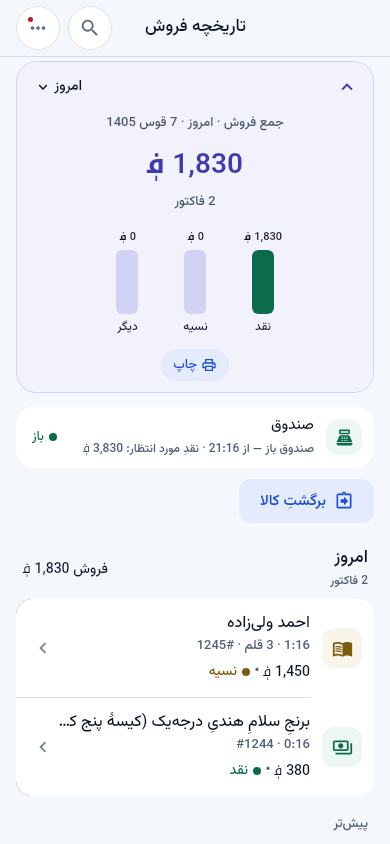 تاریخچه فروش
امروز
جمع فروش · امروز · 7 قوس 1405
1,830 ؋
2 فاکتور
1,830 ؋
0 ؋
0 ؋
نقد
نسیه
دیگر
چاپ
صندوق
صندوق باز — از 21:16 · نقدِ مورد انتظار: 3,830 ؋
باز
برگشتِ کالا
امروز
2 فاکتور
فروش 1,830 ؋
احمد ولی‌زاده
1:16 · 3 قلم · #1245
1,450 ؋ • نسیه
برنجِ سلامِ هندیِ درجه‌یک (کیسهٔ پنج ک...
0:16 · #1244
380 ؋ • نقد
پیش‌تر